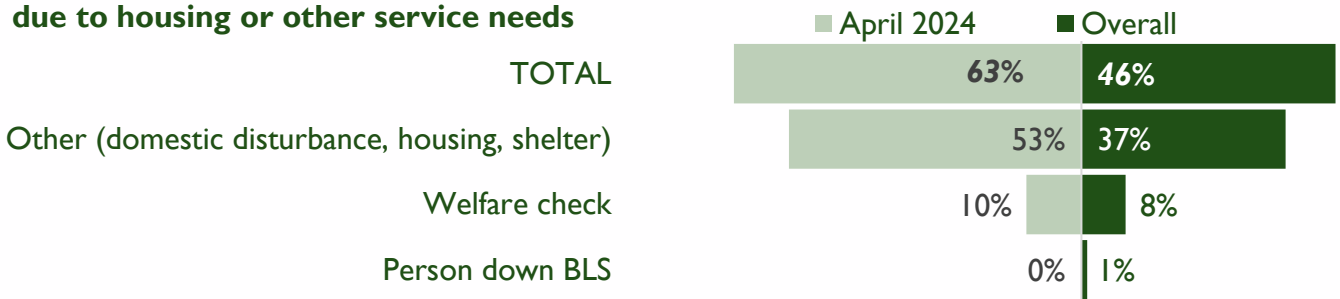 due to housing or other service needs
April 2024 Overall
TOTAL 63% 46%
Other (domestic disturbance, housing, shelter) 53% 37%
Welfare check 10% 8%
Person down BLS 0% 1%